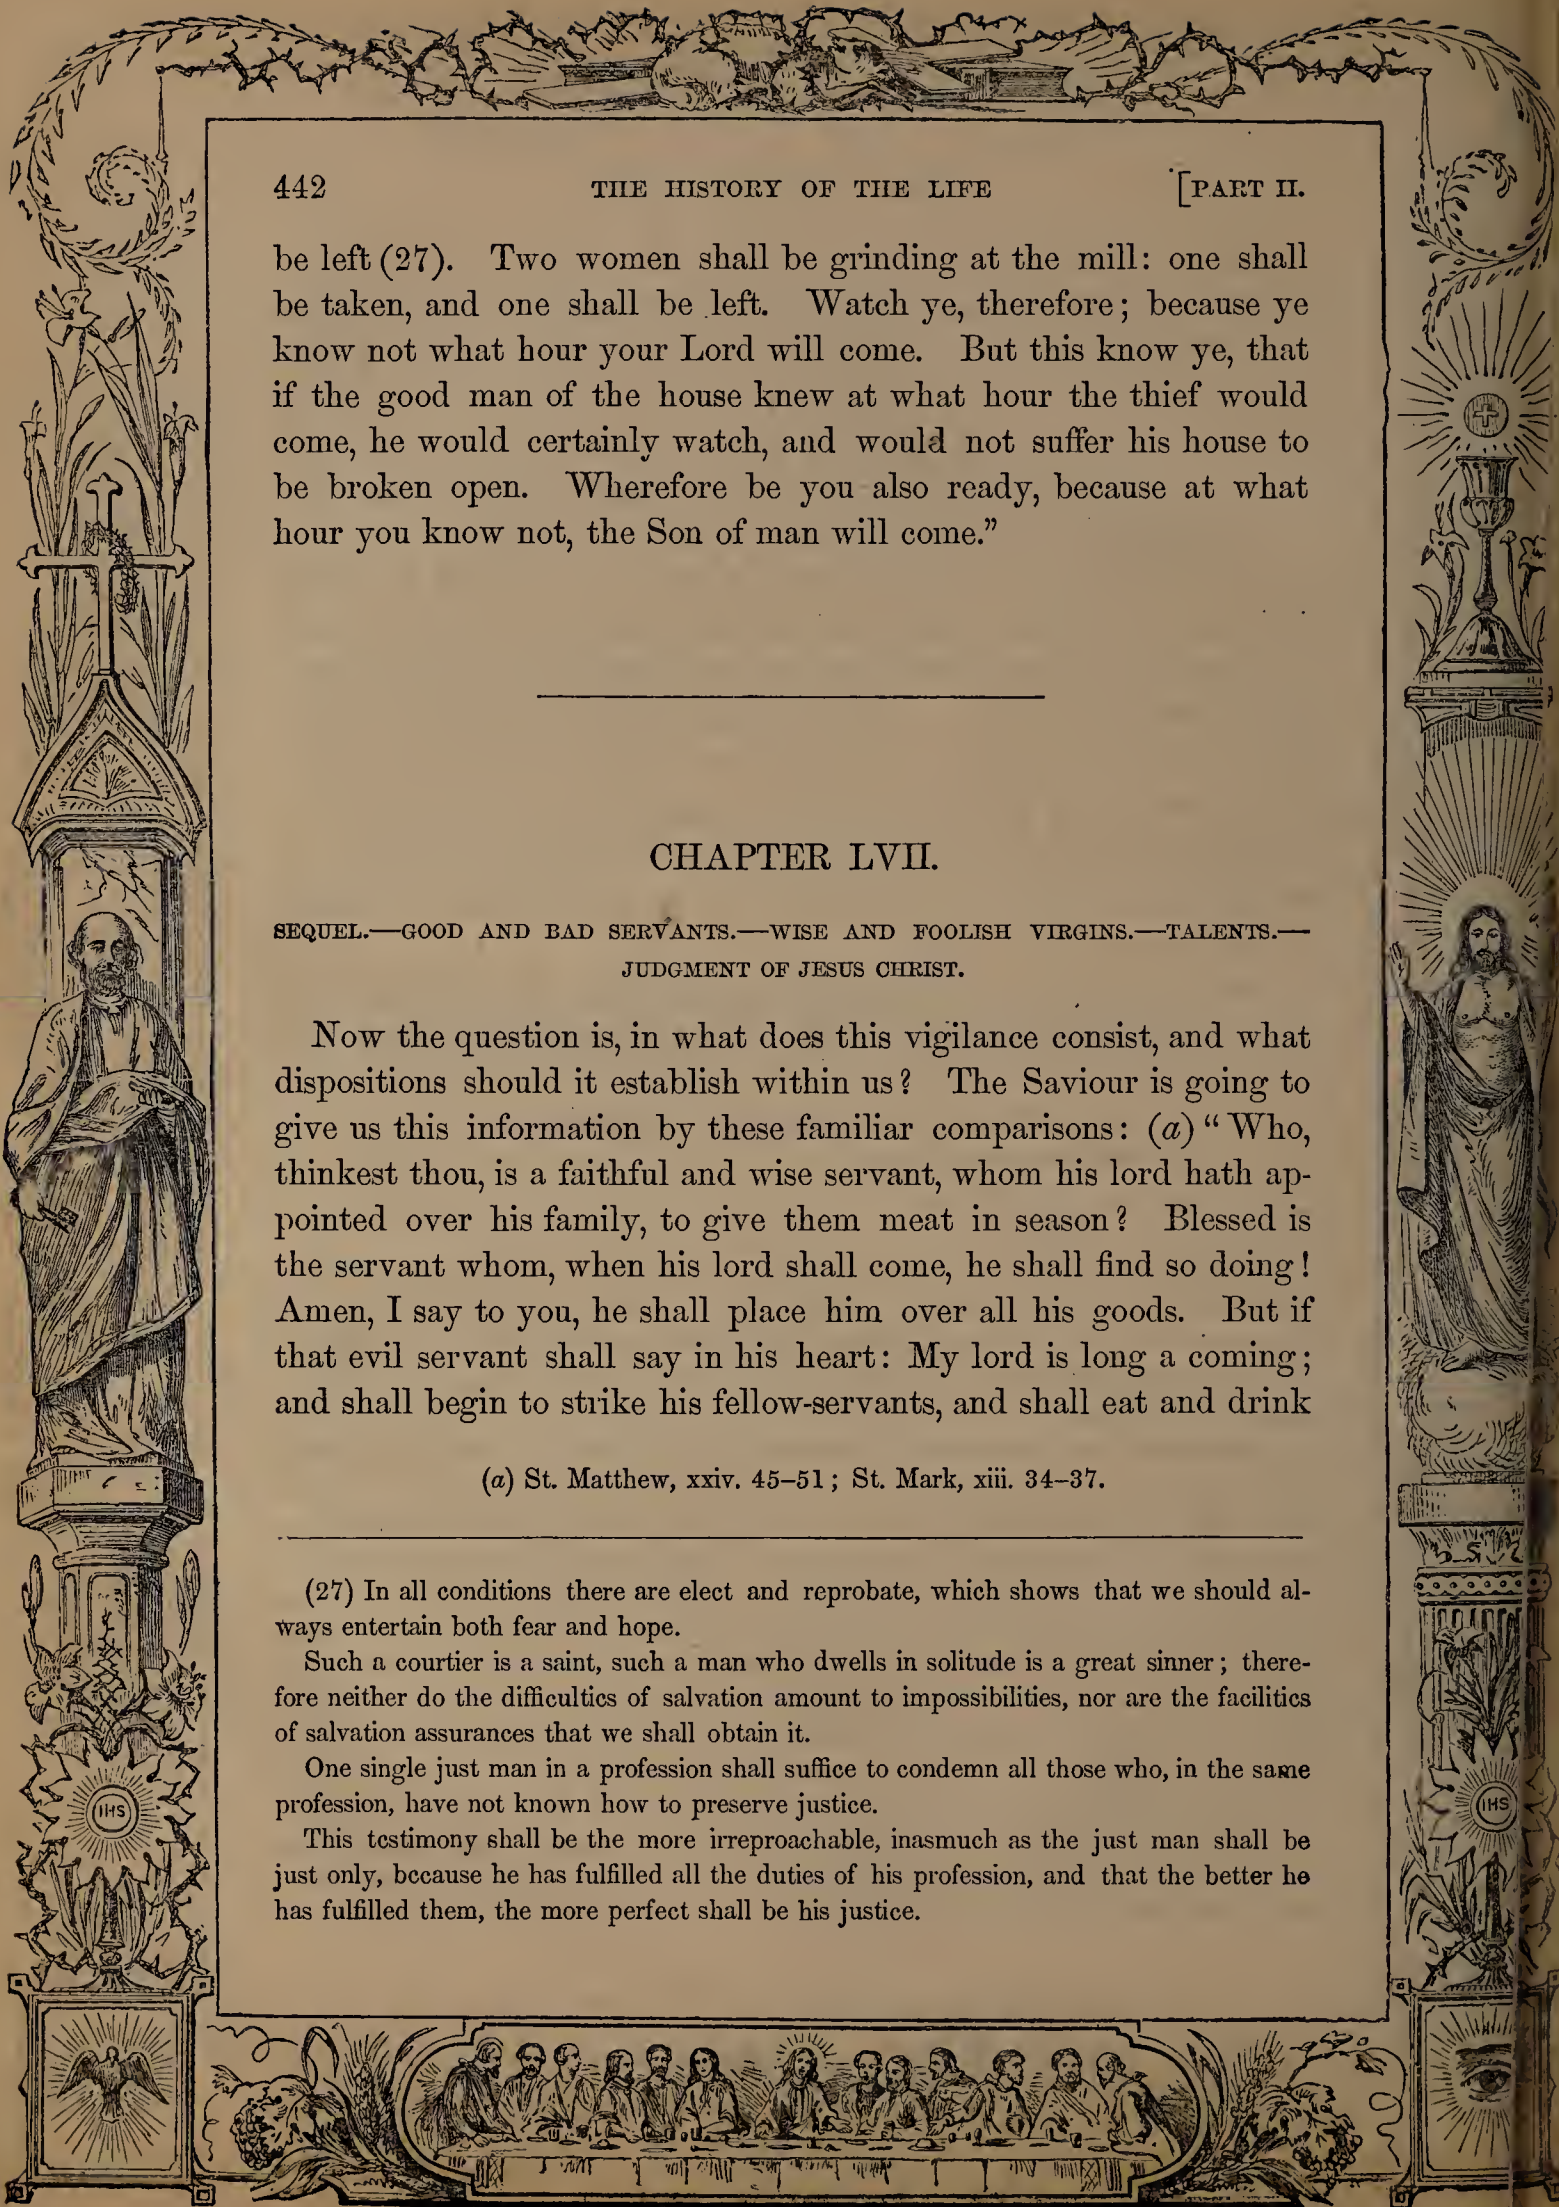 442 THE HISTORY OF THE LIFE [PART II.
be left (27). Two women shall be grinding at the mill: one shall
be taken, and one shall be left. Watch ye, therefore; because ye
know not what hour your Lord will come. But this know ye, that
if the good man of the house knew at what hour the thief would
come, he would certainly watch, and would not suffer his house to
be broken open. Wherefore be you also ready, because at what
hour you know not, the Son of man will come.”
CHAPTER LVII.
SEQUEL.—GOOD AND BAD SERVANTS.—WISE AND FOOLISH VIRGINS.—TALENTS.—
JUDGMENT OF JESUS CHRIST.
Now the question is, in what does this vigilance consist, and what
dispositions should it establish within us? The Saviour is going to
give us this information by these familiar comparisons: (a) “Who,
thinkest thou, is a faithful and wise servant, whom his lord hath ap-
pointed over his family, to give them meat in season? Blessed is
the servant whom, when his lord shall come, he shall find so doing!
Amen, I say to you, he shall place him over all his goods. But if
that evil servant shall say in his heart: My lord is long a coming;
and shall begin to strike his fellow-servants, and shall eat and drink
(a) St. Matthew, xxiv. 45–51; St. Mark, xiii. 34–37.
(27) In all conditions there are elect and reprobate, which shows that we should al-
ways entertain both fear and hope.
Such a courtier is a saint, such a man who dwells in solitude is a great sinner; there-
fore neither do the difficulties of salvation amount to impossibilities, nor are the facilities
of salvation assurances that we shall obtain it.
One single just man in a profession shall suffice to condemn all those who, in the same
profession, have not known how to preserve justice.
This testimony shall be the more irreproachable, inasmuch as the just man shall be
just only, because he has fulfilled all the duties of his profession, and that the better he
has fulfilled them, the more perfect shall be his justice.
IHS
IHS